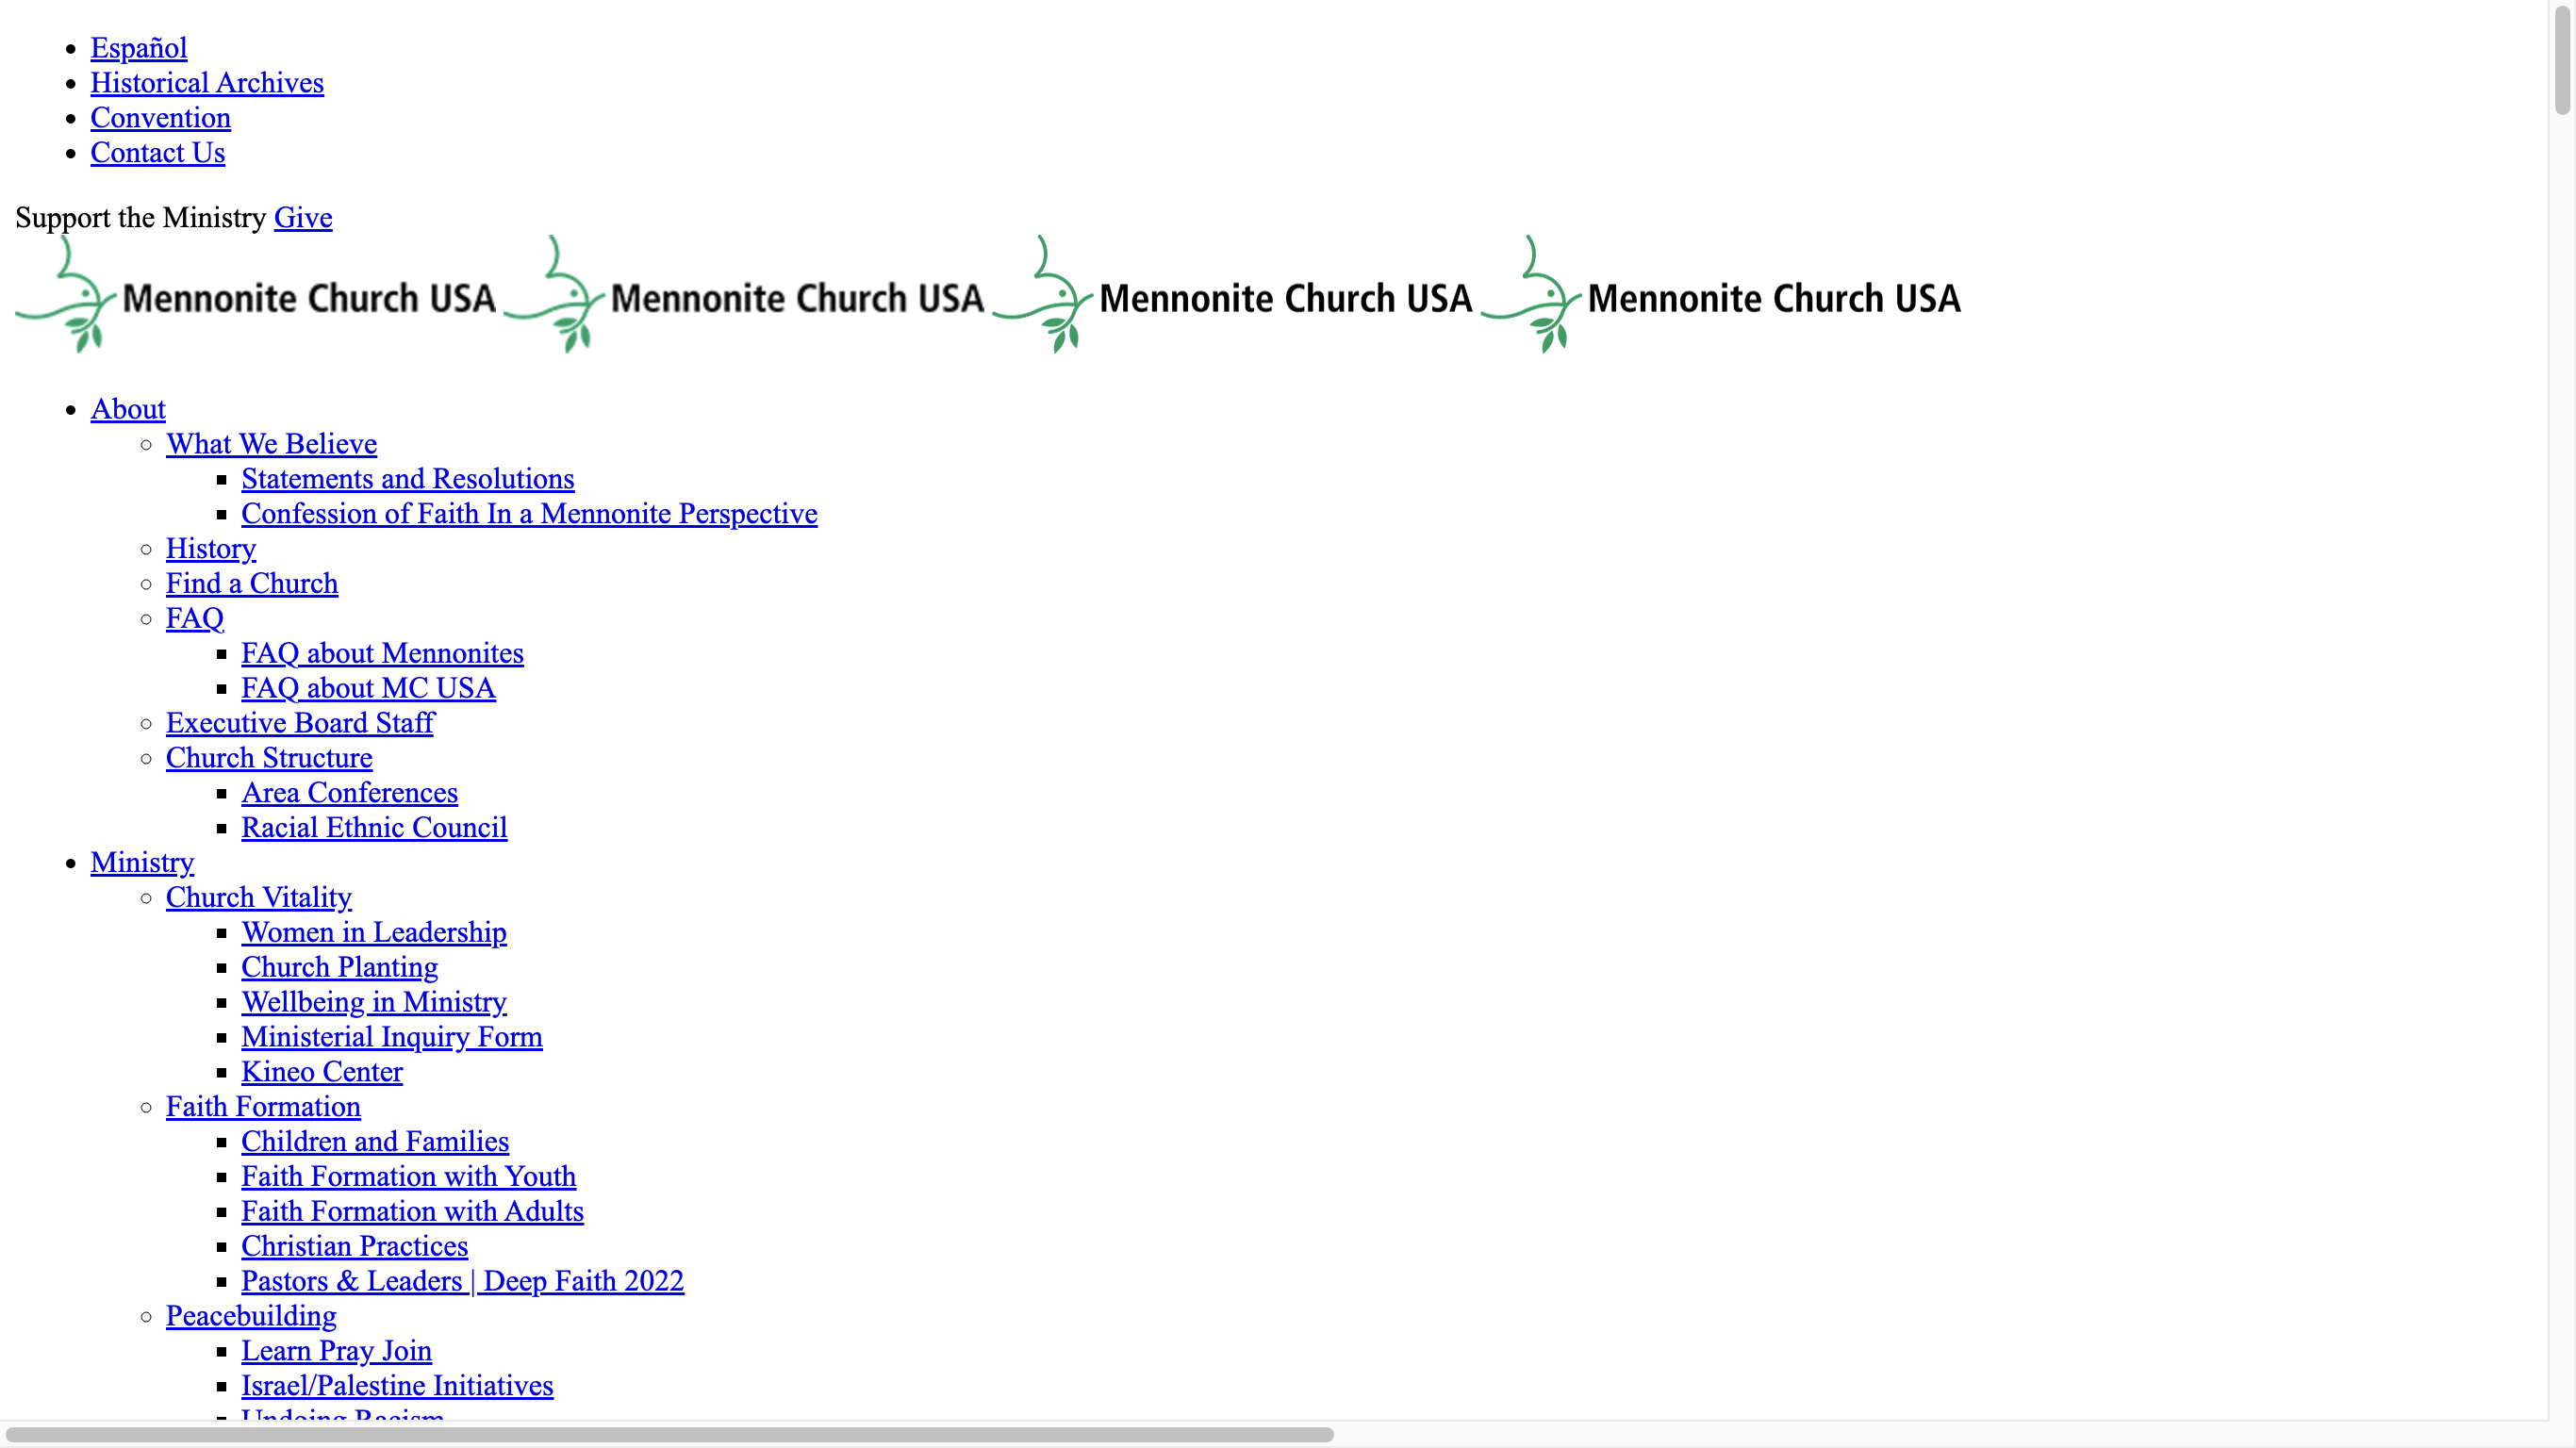 Español
Historical Archives
Convention
Contact Us
Support the Ministry Give
Mennonite Church USA Mennonite Church USA Mennonite Church USA Mennonite Church USA
About
What We Believe
Statements and Resolutions
Confession of Faith In a Mennonite Perspective
History
Find a Church
FAQ
FAQ about Mennonites
FAQ about MC USA
Executive Board Staff
Church Structure
Area Conferences
Racial Ethnic Council
Ministry
Church Vitality
Women in Leadership
Church Planting
Wellbeing in Ministry
Ministerial Inquiry Form
Kineo Center
Faith Formation
Children and Families
Faith Formation with Youth
Faith Formation with Adults
Christian Practices
Pastors & Leaders | Deep Faith 2022
Peacebuilding
Learn Pray Join
Israel/Palestine Initiatives
Undoing Racism